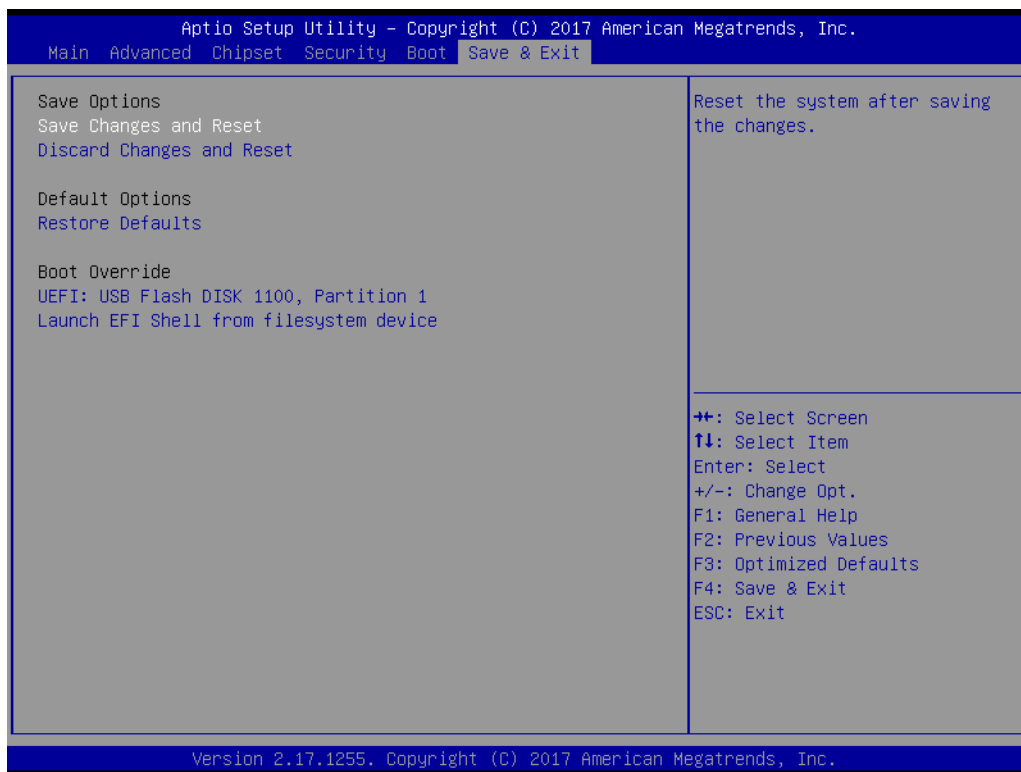 Aptio Setup Utility – Copyright (C) 2017 American Megatrends, Inc.
Main Advanced Chipset Security Boot Save & Exit
Save Options
Save Changes and Reset
Discard Changes and Reset
Default Options
Restore Defaults
Boot Override
UEFI: USB Flash DISK 1100, Partition 1
Launch EFI Shell from filesystem device
Reset the system after saving
the changes.
→←: Select Screen
↑↓: Select Item
Enter: Select
+/-: Change Opt.
F1: General Help
F2: Previous Values
F3: Optimized Defaults
F4: Save & Exit
ESC: Exit
Version 2.17.1255. Copyright (C) 2017 American Megatrends, Inc.